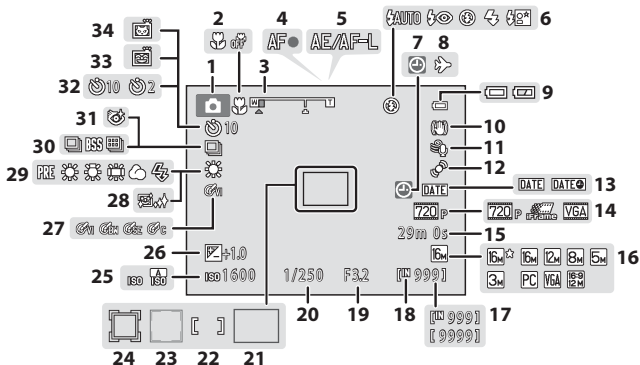 2 4 5
34 off AF AE/AF-L AUTO 6
33 1 3 7 8
32 10 2 W T 9
31 10 10
30 BSS 11
12
29 PRE DATE DATE DATE 13
28 720 P 720 P iFrame VGA 14
27 29m 0s 15
26 +1.0 16M 16M 16M 12M 8M 5M 16
25 ISO A ISO ISO 1600 1/250 F3.2 [IN 999] 3M PC VGA 16:9 12M
20 19 18 17
[IN 999]
[9999]
24 23 22 21